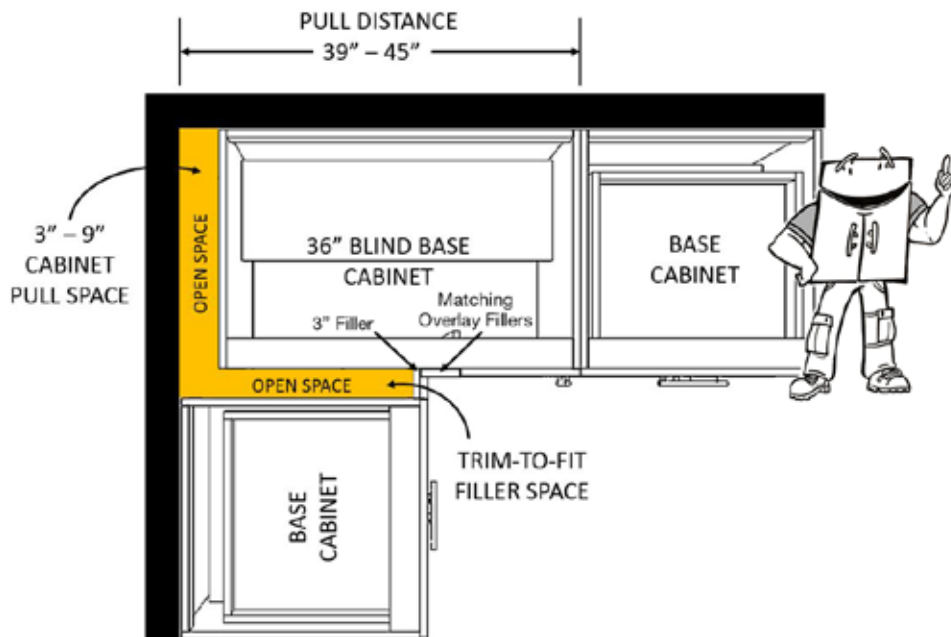 PULL DISTANCE
39” – 45”
3” – 9”
CABINET
PULL SPACE
OPEN SPACE
36” BLIND BASE
CABINET
3” Filler
Matching
Overlay Fillers
BASE
CABINET
OPEN SPACE
TRIM-TO-FIT
FILLER SPACE
BASE
CABINET